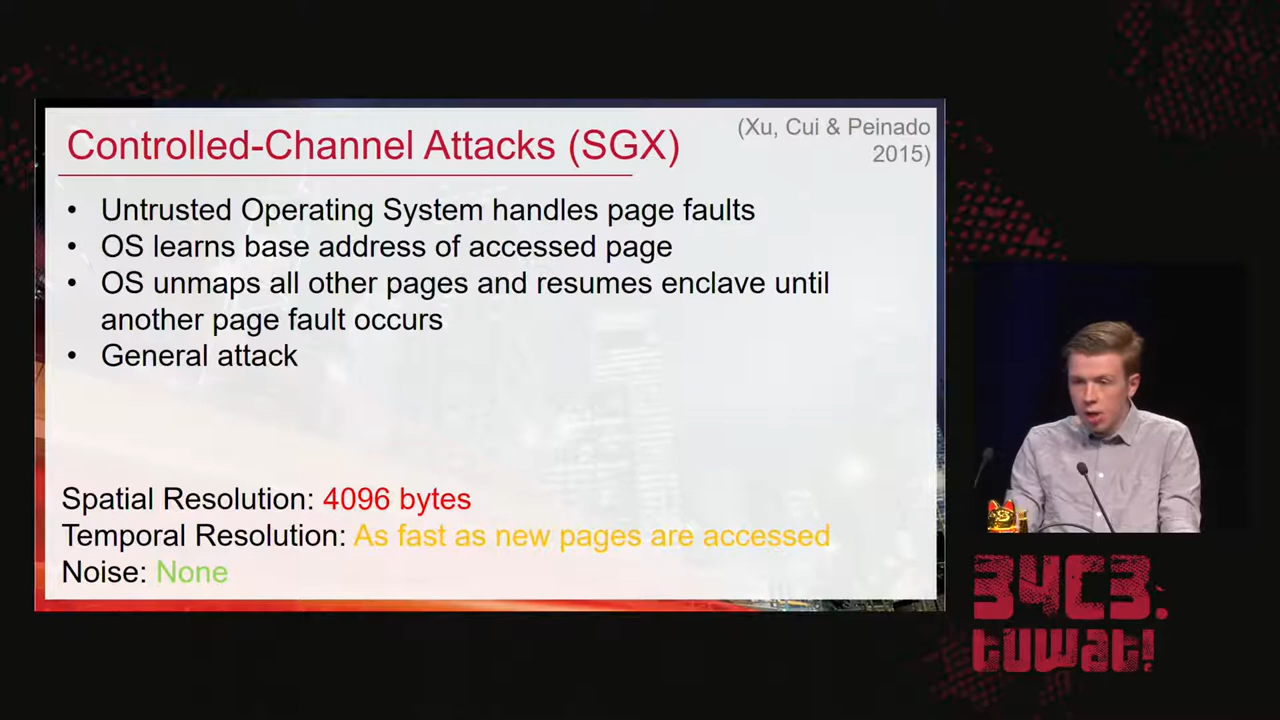 Controlled-Channel Attacks (SGX)
(Xu, Cui & Peinado
2015)
• Untrusted Operating System handles page faults
• OS learns base address of accessed page
• OS unmaps all other pages and resumes enclave until
another page fault occurs
• General attack
Spatial Resolution: 4096 bytes
Temporal Resolution: As fast as new pages are accessed
Noise: None
34C3.
tuwat!